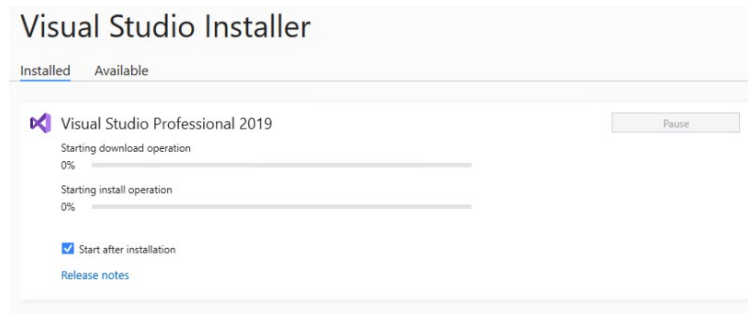 Visual Studio Installer
Installed Available
Visual Studio Professional 2019
Pause
Starting download operation
0%
Starting install operation
0%
Start after installation
Release notes